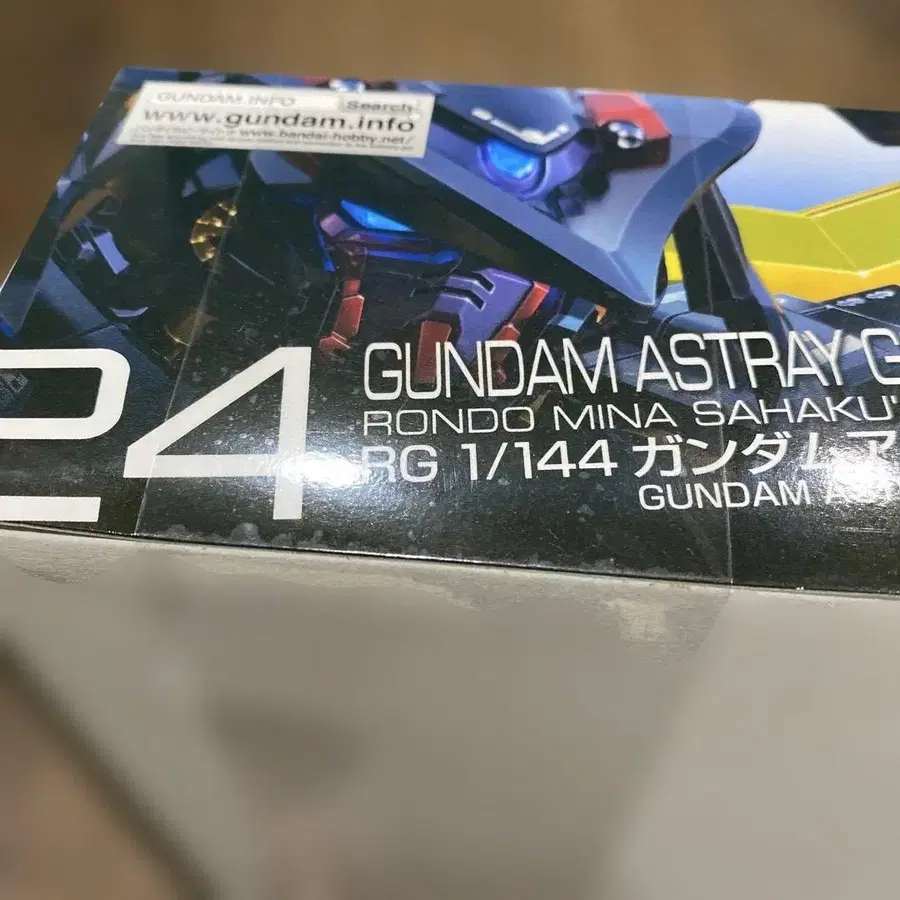 GUNDAM.INFO Search
www.gundam.info
www.bandai-hobby.net/
24
GUNDAM ASTRAY G
RONDO MINA SAHAKU'
RG 1/144 ガンダムア
GUNDAM AST